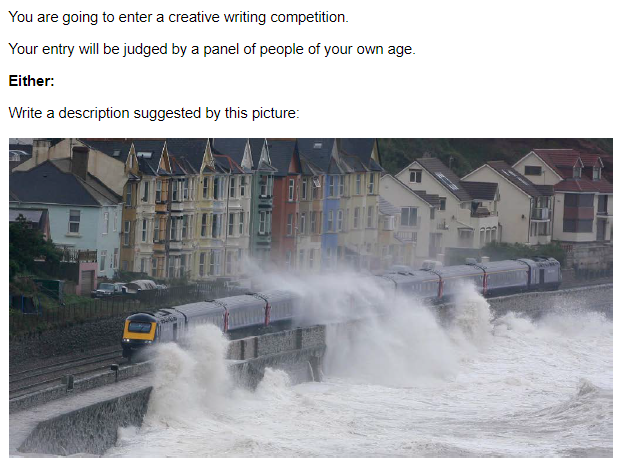 You are going to enter a creative writing competition.
Your entry will be judged by a panel of people of your own age.
Either:
Write a description suggested by this picture: